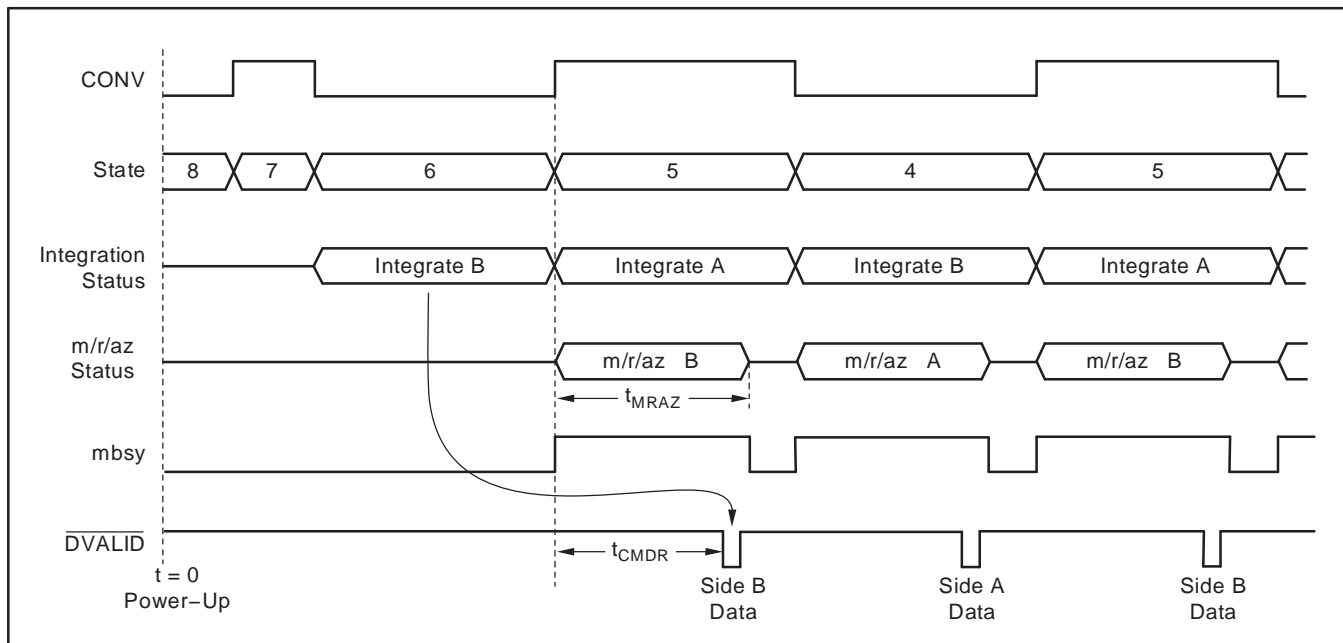 CONV
State
8 7 6 5 4 5
Integration
Status
Integrate B Integrate A Integrate B Integrate A
m/r/az
Status
m/r/az B m/r/az A m/r/az B
tMRAZ
mbsy
DVALID
tCMDR
t = 0
Power−Up
Side B
Data
Side A
Data
Side B
Data